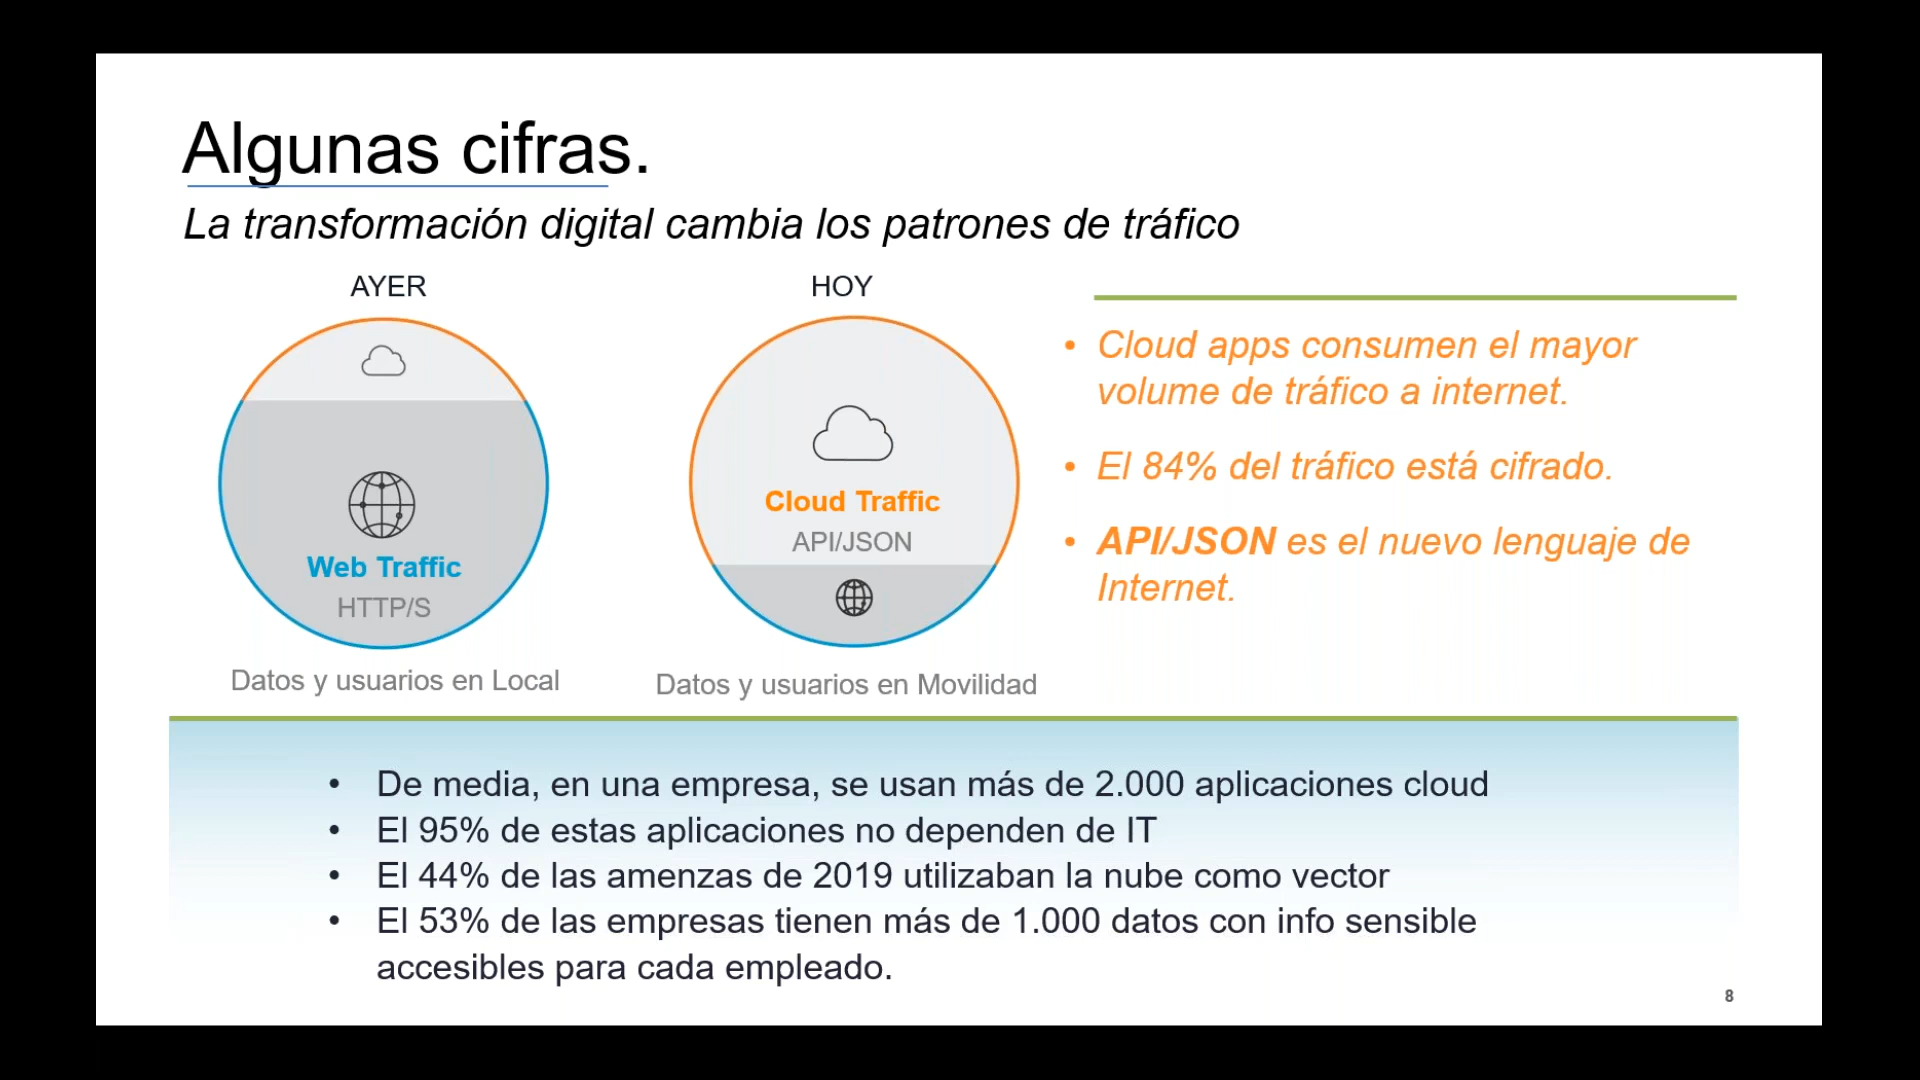 Algunas cifras.
La transformación digital cambia los patrones de tráfico
AYER
HOY
Web Traffic
HTTP/S
Datos y usuarios en Local
Cloud Traffic
API/JSON
Datos y usuarios en Movilidad
• Cloud apps consumen el mayor
volume de tráfico a internet.
• El 84% del tráfico está cifrado.
• API/JSON es el nuevo lenguaje de
Internet.
• De media, en una empresa, se usan más de 2.000 aplicaciones cloud
• El 95% de estas aplicaciones no dependen de IT
• El 44% de las amenzas de 2019 utilizaban la nube como vector
• El 53% de las empresas tienen más de 1.000 datos con info sensible
accesibles para cada empleado.
8